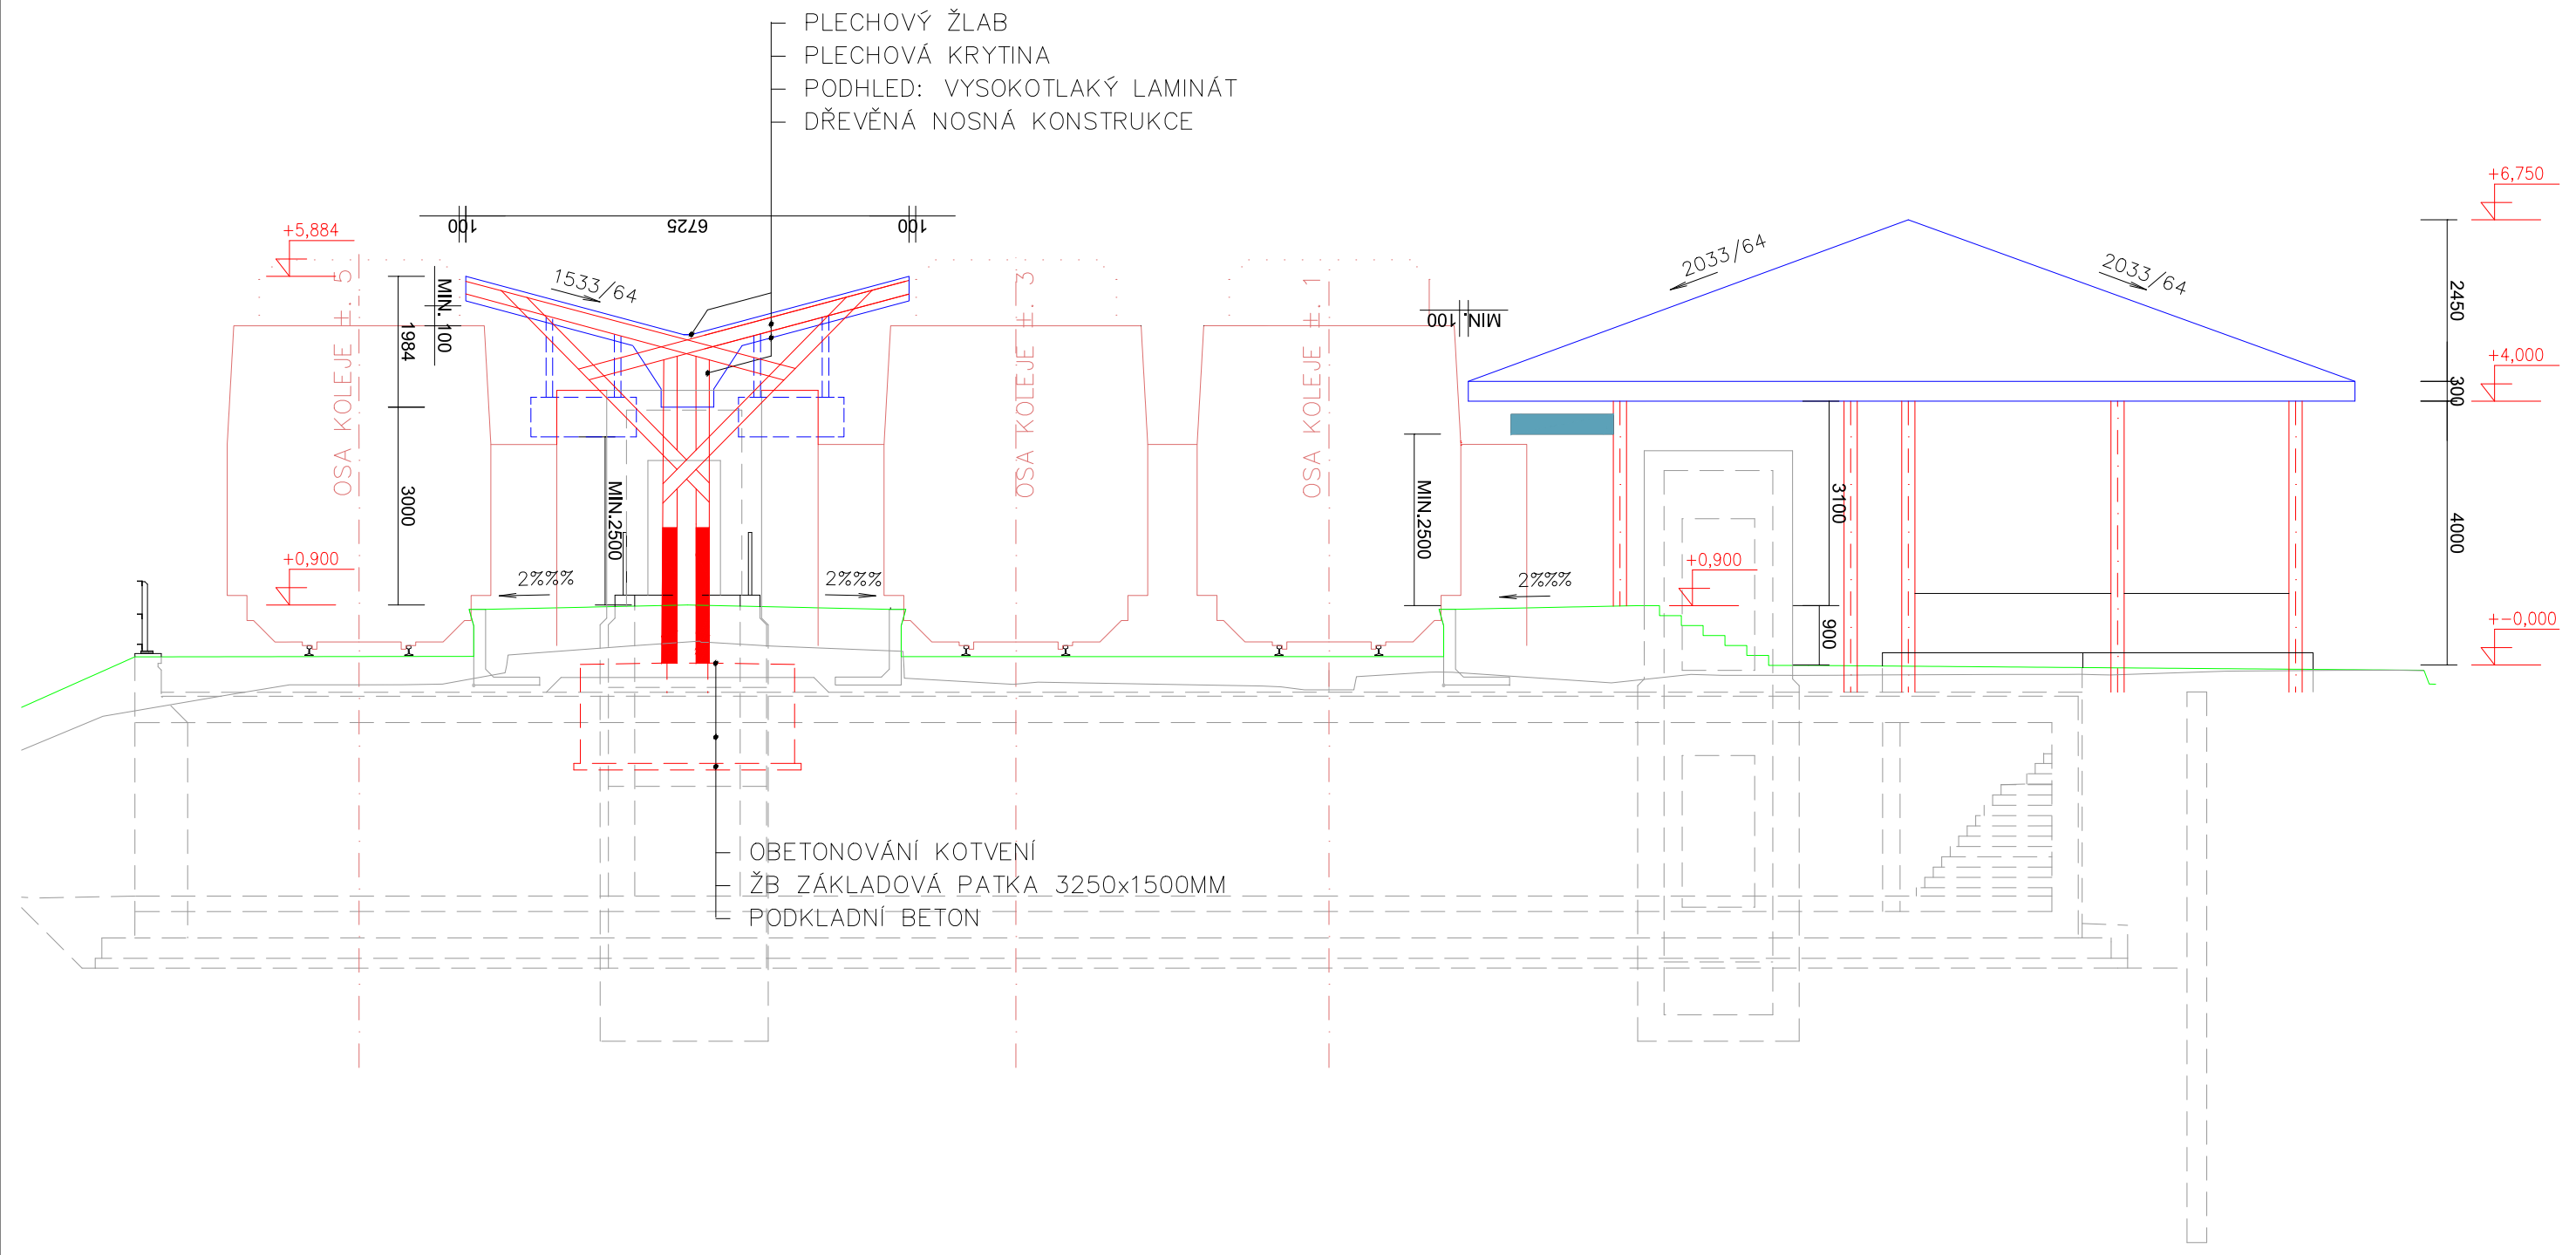 PLECHOVÝ ŽLAB
PLECHOVÁ KRYTINA
PODHLED: VYSOKOTLAKÝ LAMINÁT
DŘEVĚNÁ NOSNÁ KONSTRUKCE
+6,750
100
6725
100
+5,884
1533/64
2033/64
2033/64
MIN. 100
1984
OSA KOLEJE ±. 5
OSA KOLEJE ±. 3
OSA KOLEJE ±. 1
MIN.
100
2450
+4,000
300
3000
MIN.2500
MIN.2500
3100
4000
+0,900
2%%%
2%%%
2%%%
+0,900
900
+-0,000
OBETONOVÁNÍ KOTVENÍ
ŽB ZÁKLADOVÁ PATKA 3250x1500MM
PODKLADNÍ BETON